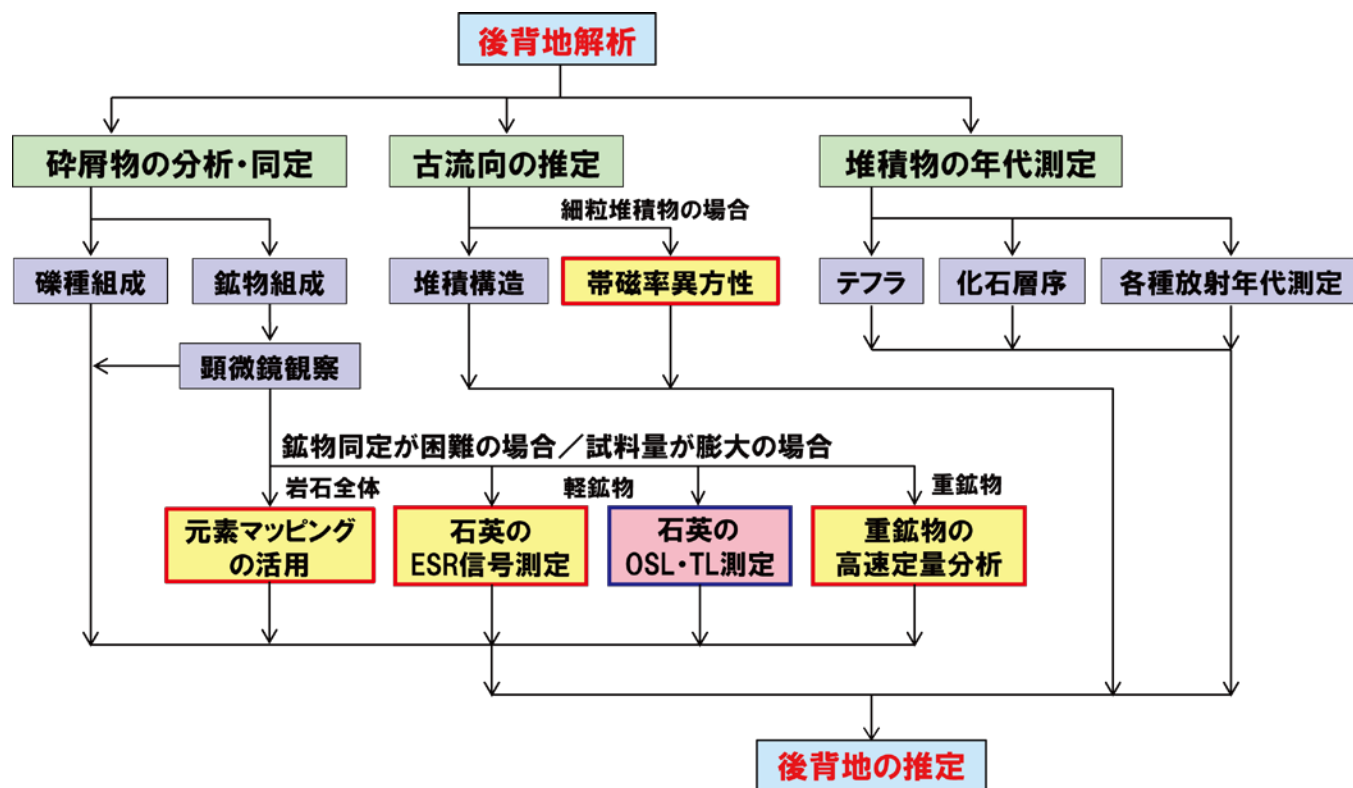 後背地解析
砕屑物の分析・同定
古流向の推定
堆積物の年代測定
細粒堆積物の場合
礫種組成
鉱物組成
堆積構造
帯磁率異方性
テフラ
化石層序
各種放射年代測定
顕微鏡観察
鉱物同定が困難の場合／試料量が膨大の場合
岩石全体
軽鉱物
重鉱物
元素マッピング
の活用
石英の
ESR信号測定
石英の
OSL・TL測定
重鉱物の
高速定量分析
後背地の推定